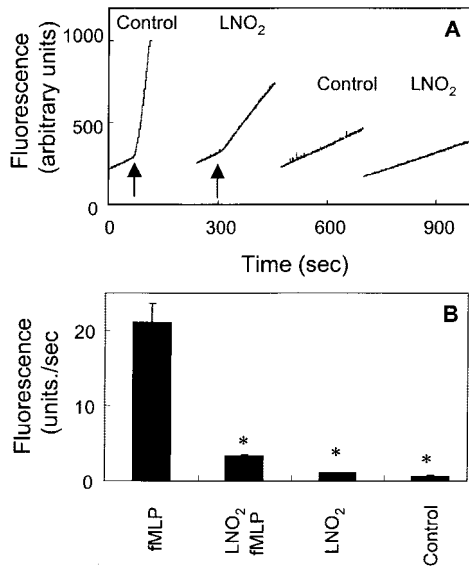 Control LNO₂ A
Fluorescence
(arbitrary units)
1000
500
0
Control LNO₂
0 300 600 900
Time (sec)
B
Fluorescence
(units./sec
20
10
0
* * *
fMLP
LNO₂
fMLP
LNO₂
Control